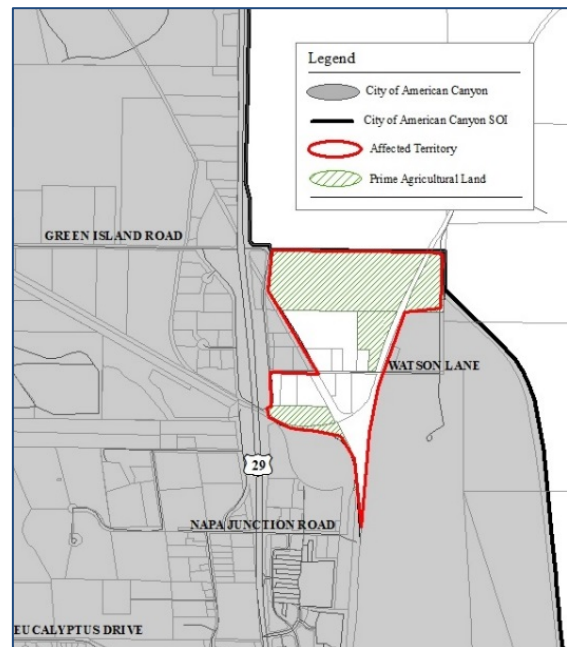 Legend
City of American Canyon
City of American Canyon SOI
Affected Territory
Prime Agricultural Land
GREEN ISLAND ROAD
WATSON LANE
29
NAPA JUNCTION ROAD
EUCALYPTUS DRIVE